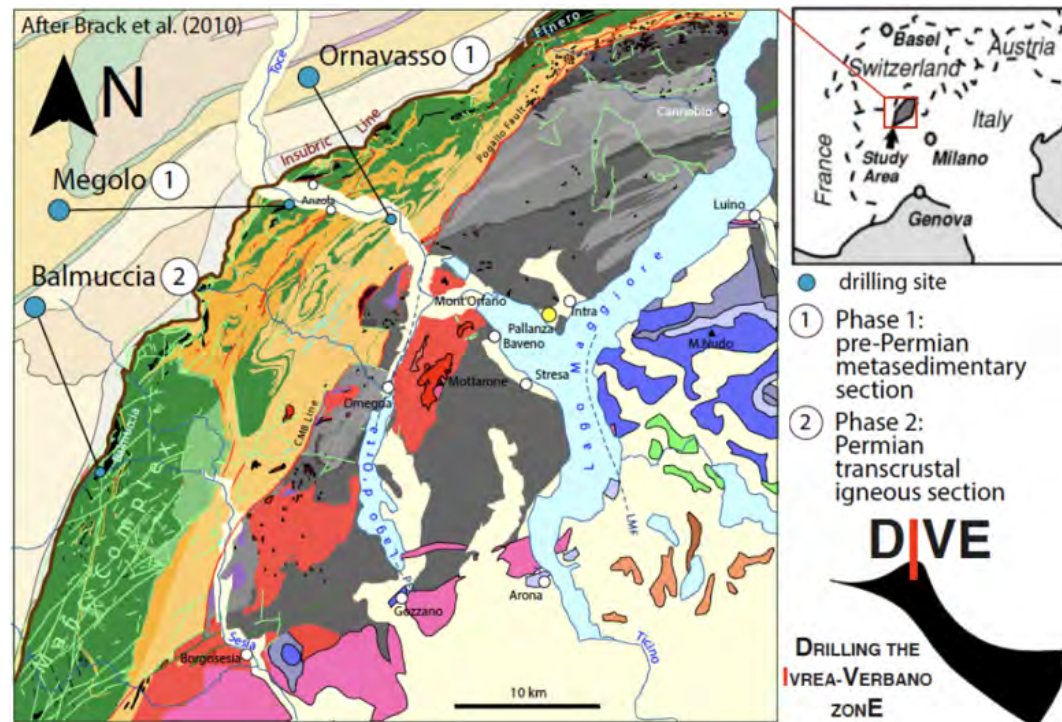 After Brack et al. (2010)
N
Ornavasso 1
Megolo 1
Balmuccia 2
Toce
Finero
Insubric Line
Pogallo Fault
Cannobio
Anzola
Luino
Mont'Orfano
Intra
Pallanza
Baveno
M.Nudo
Mottarone
Stresa
Omegna
CMB Line
Lago Maggiore
Lago d'Orta
Balmuccia
Complex
LMF
Gozzano
Arona
Sesia
Borgosesia
Ticino
10 km
Basel
Austria
Switzerland
Italy
France
Study
Area
Milano
Genova
drilling site
1 Phase 1:
pre-Permian
metasedimentary
section
2 Phase 2:
Permian
transcrustal
igneous section
DIVE
DRILLING THE
IVREA-VERBANO
ZONE